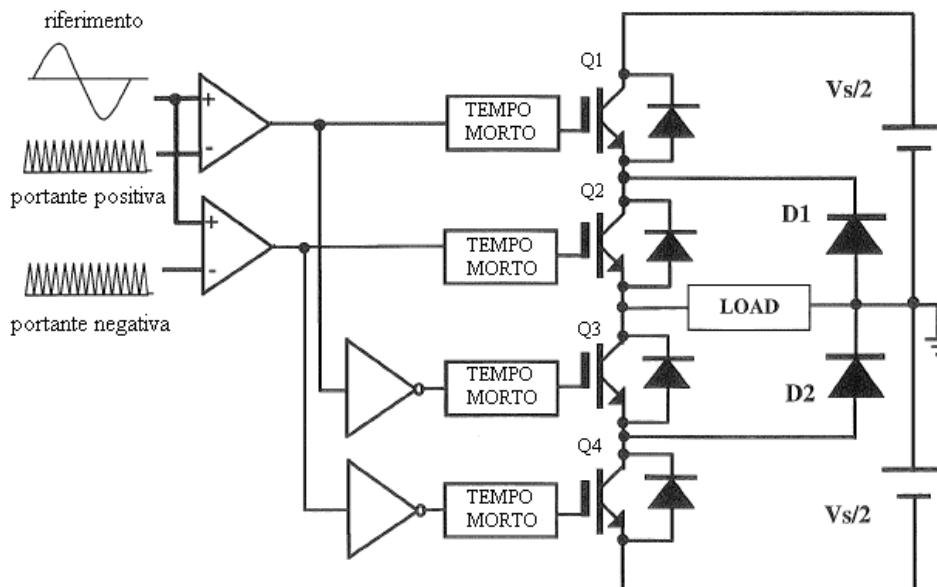 riferimento
+
-
portante positiva
+
-
portante negativa
TEMPO
MORTO
Q1
TEMPO
MORTO
Q2
TEMPO
MORTO
Q3
TEMPO
MORTO
Q4
Vs/2
D1
LOAD
D2
Vs/2